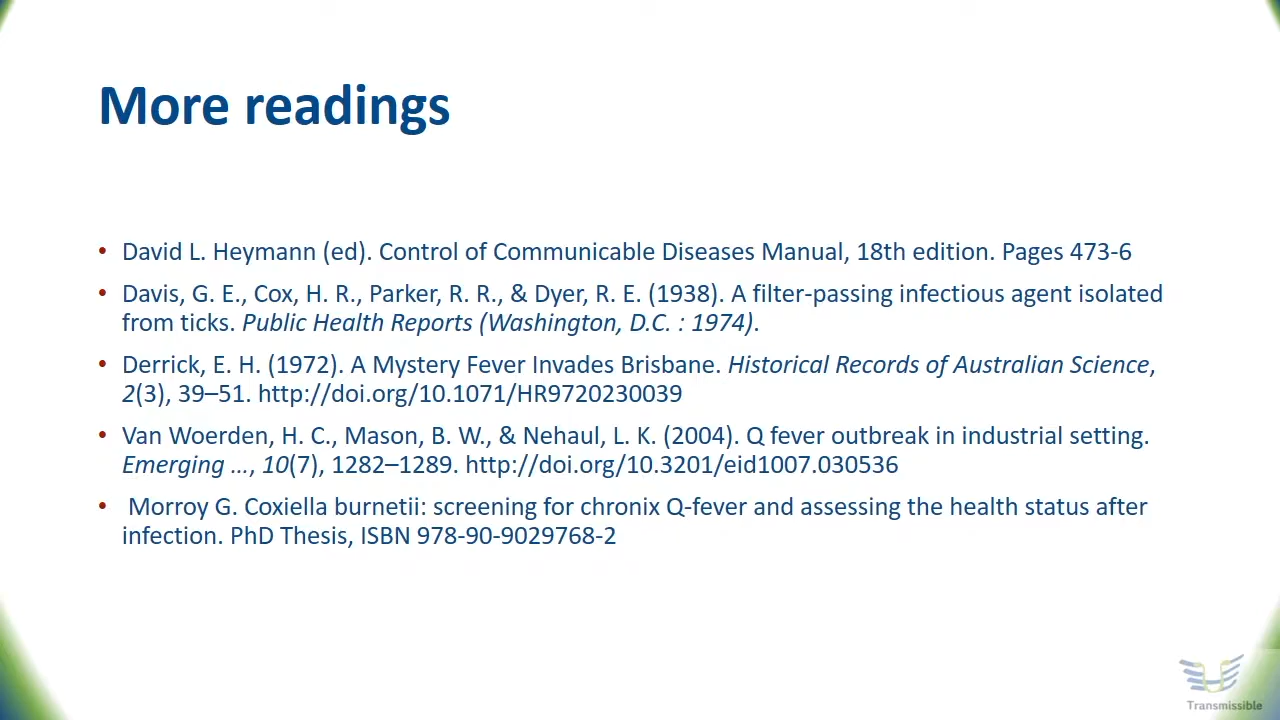 More readings
• David L. Heymann (ed). Control of Communicable Diseases Manual, 18th edition. Pages 473-6
• Davis, G. E., Cox, H. R., Parker, R. R., & Dyer, R. E. (1938). A filter-passing infectious agent isolated
from ticks. Public Health Reports (Washington, D.C. : 1974).
• Derrick, E. H. (1972). A Mystery Fever Invades Brisbane. Historical Records of Australian Science,
2(3), 39–51. http://doi.org/10.1071/HR9720230039
• Van Woerden, H. C., Mason, B. W., & Nehaul, L. K. (2004). Q fever outbreak in industrial setting.
Emerging ..., 10(7), 1282–1289. http://doi.org/10.3201/eid1007.030536
• Morroy G. Coxiella burnetii: screening for chronix Q-fever and assessing the health status after
infection. PhD Thesis, ISBN 978-90-9029768-2
Transmissible